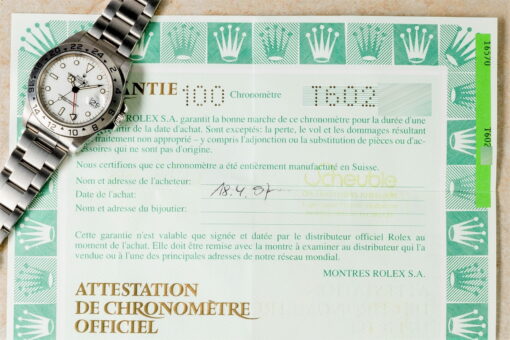 RANTIE
100 Chronomètre T602
16570 T602
ROLEX S.A. garantit la bonne marche de ce chronomètre pour la durée d'une
partir de la date d'achat. Sont exceptés: la perte, le vol et les dommages résultant
traitement non approprié – y compris l'adjonction ou la substitution de pièces ou d'ac-
soires qui ne sont pas d'origine.
Nous certifions que ce chronomètre a été entièrement manufacturé en Suisse.
Nom et adresse de l'acheteur:
Date de l'achat: 18.4.97
Nom et adresse du bijoutier:
Cette garantie n'est valable que signée et datée par le distributeur officiel Rolex au
moment de l'achat. Elle doit être remise avec la montre à examiner au distributeur qui l'a
vendue ou à l'une des principales adresses de notre réseau mondial.
MONTRES ROLEX S.A.
ATTESTATION
DE CHRONOMÈTRE
OFFICIEL